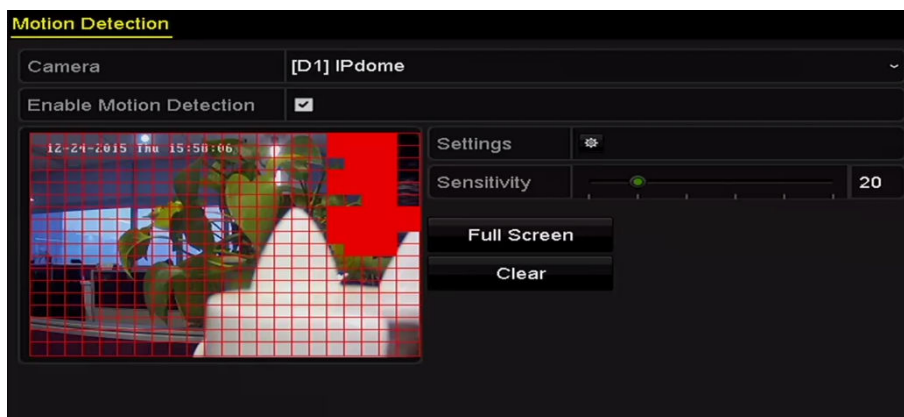 Motion Detection
Camera [D1] IPdome
Enable Motion Detection
12-24-2015 Thu 15:58:06
Settings
Sensitivity 20
Full Screen
Clear